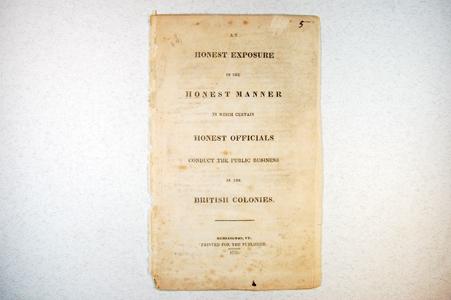 5
AN
HONEST EXPOSURE
OF THE
HONEST MANNER
IN WHICH CERTAIN
HONEST OFFICIALS
CONDUCT THE PUBLIC BUSINESS
IN THE
BRITISH COLONIES.
VT.
PRINTED FOR THE PUBLISHER.